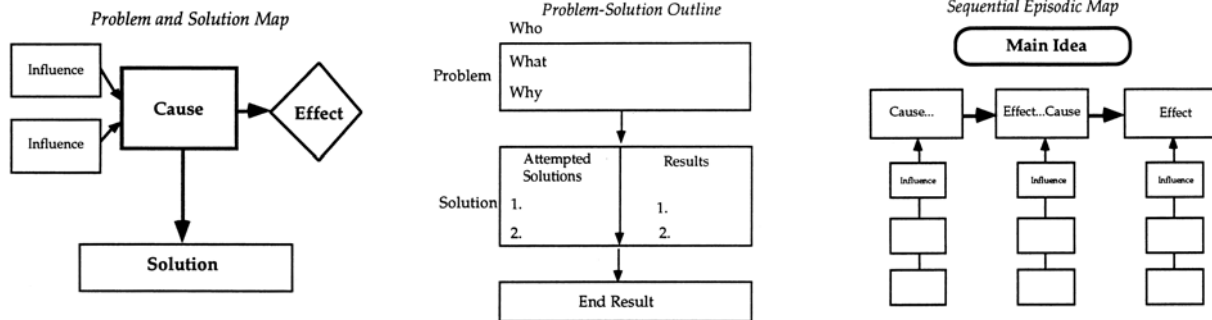 Problem and Solution Map
Influence
Influence
Cause
Effect
Solution
Problem-Solution Outline
Who
Problem
What
Why
Solution
Attempted
Solutions
1.
2.
Results
1.
2.
End Result
Sequential Episodic Map
Main Idea
Cause...
Effect...Cause
Effect
Influence
Influence
Influence